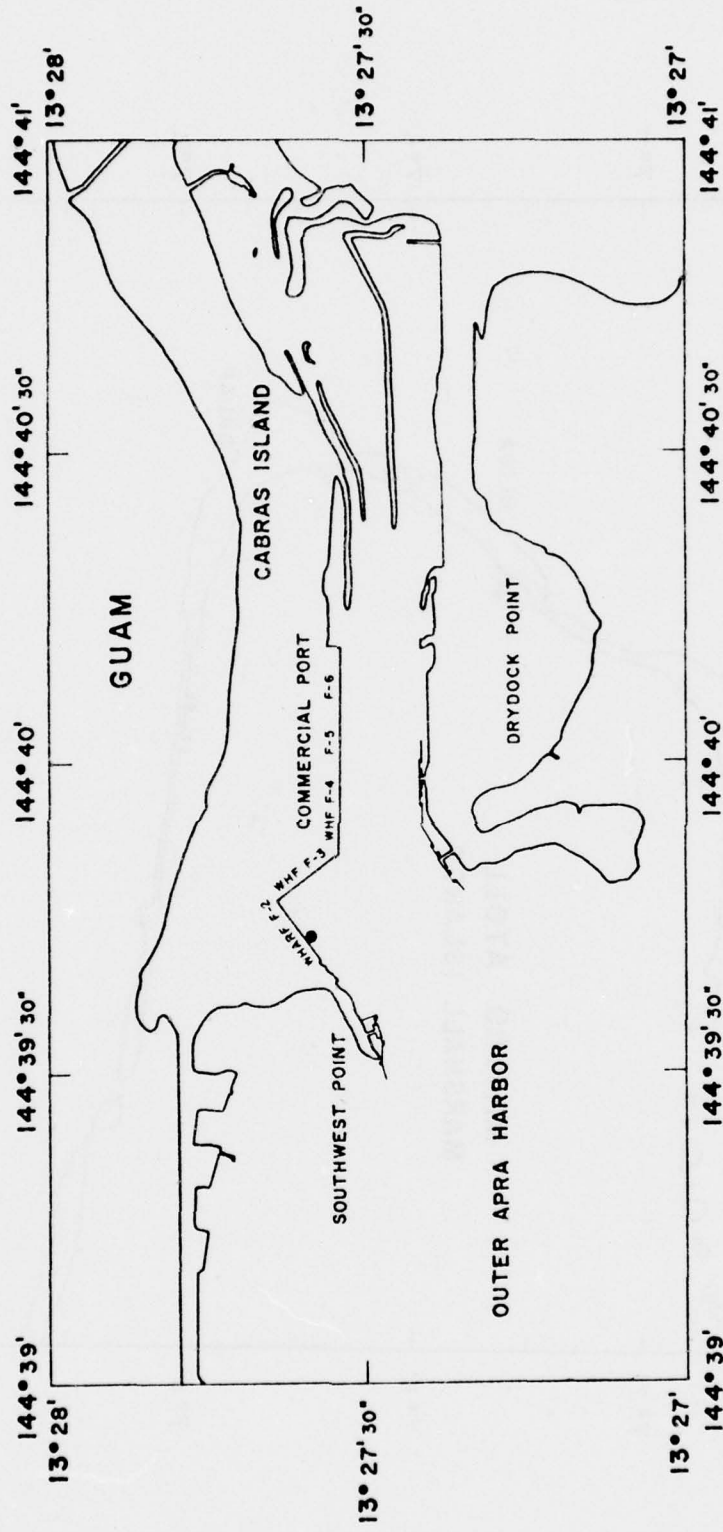 144° 39'
144° 39' 30"
144° 40'
144° 40' 30"
144° 41'
13° 28'
13° 28'
GUAM
CABRAS ISLAND
COMMERCIAL PORT
WHARF F-2
WHF F-3
WHF F-4
F-5
F-6
SOUTHWEST POINT
13° 27' 30"
13° 27' 30"
OUTER APRA HARBOR
DRYDOCK POINT
13° 27'
13° 27'
144° 39'
144° 39' 30"
144° 40'
144° 40' 30"
144° 41'